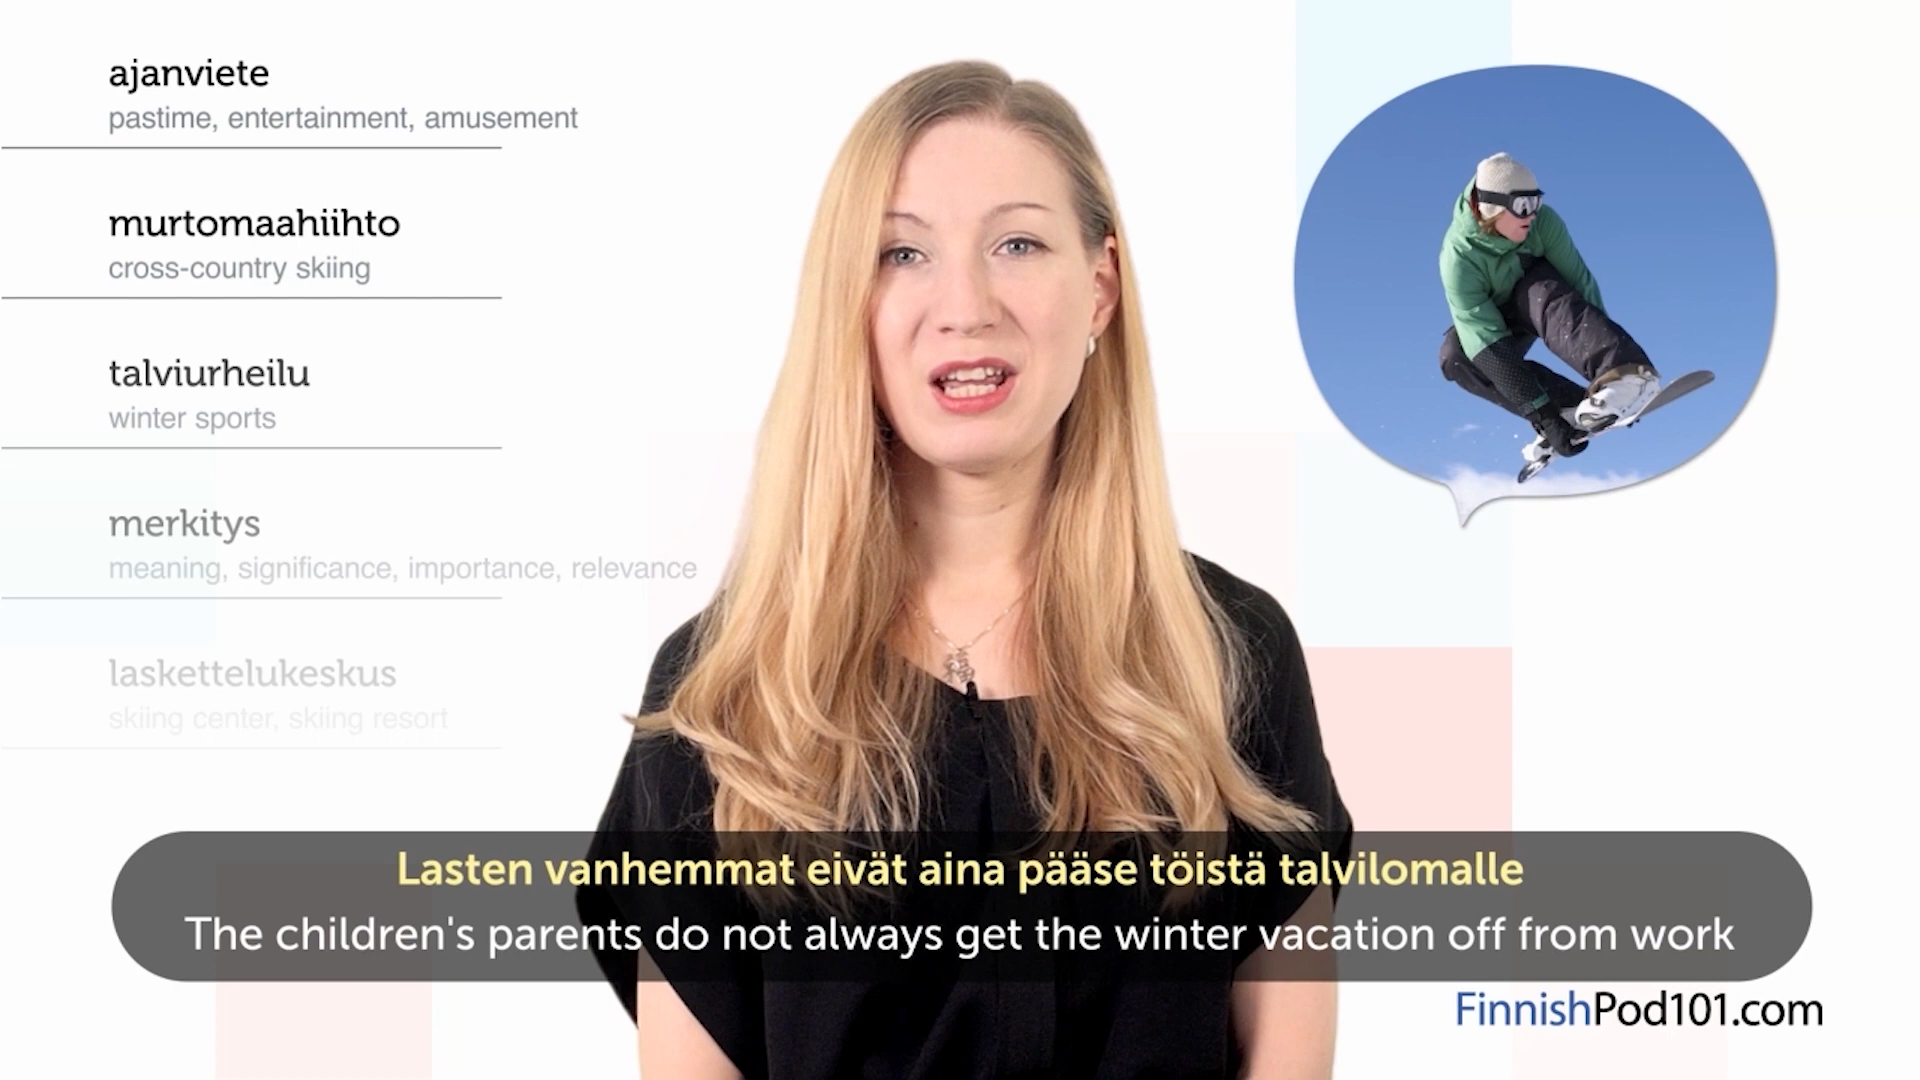 ajanviete
pastime, entertainment, amusement
murtomaahiihto
cross-country skiing
talviurheilu
winter sports
merkitys
meaning, significance, importance, relevance
laskettelukeskus
skiing center, skiing resort
Lasten vanhemmat eivät aina pääse töistä talvilomalle
The children's parents do not always get the winter vacation off from work
FinnishPod101.com